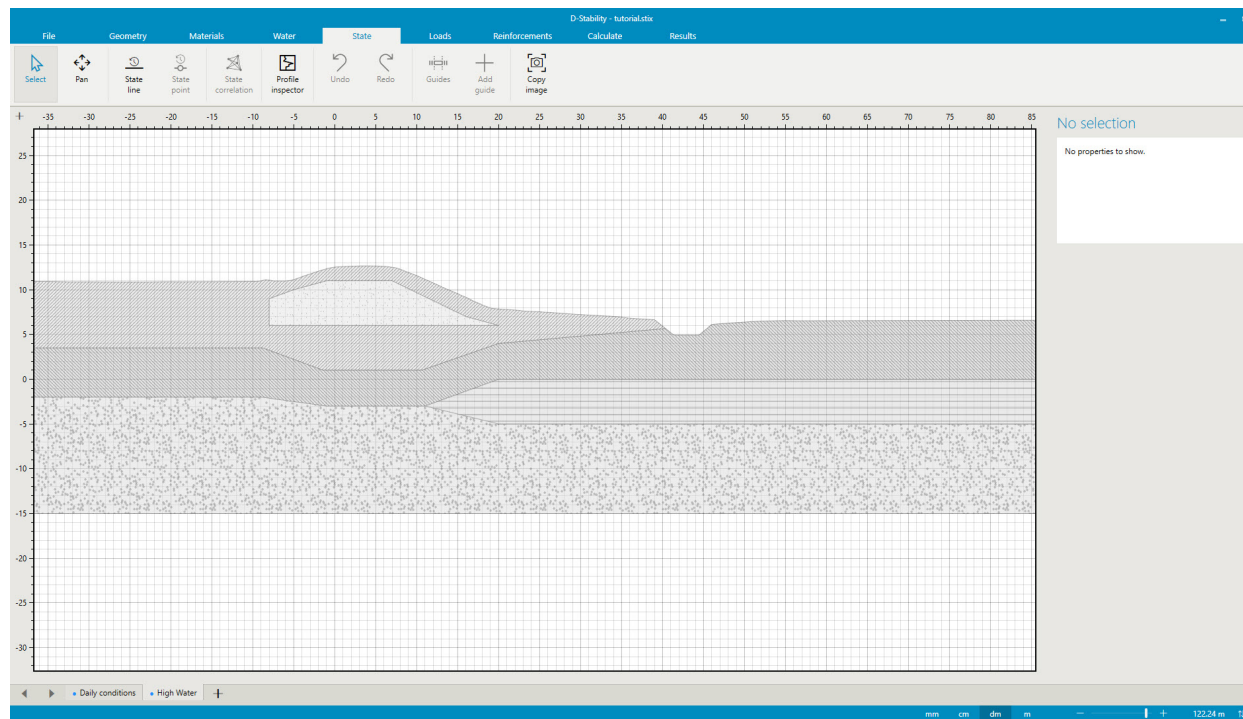 D-Stability - tutorial.stix
File Geometry Materials Water State Loads Reinforcements Calculate Results
Select Pan State line State point State correlation Profile inspector Undo Redo Guides Add guide Copy image
-35 -30 -25 -20 -15 -10 -5 0 5 10 15 20 25 30 35 40 45 50 55 60 65 70 75 80 85
No selection
No properties to show.
25
20
15
10
5
0
-5
-10
-15
-20
-25
-30
Daily conditions High Water
mm cm dm m 122,24 m